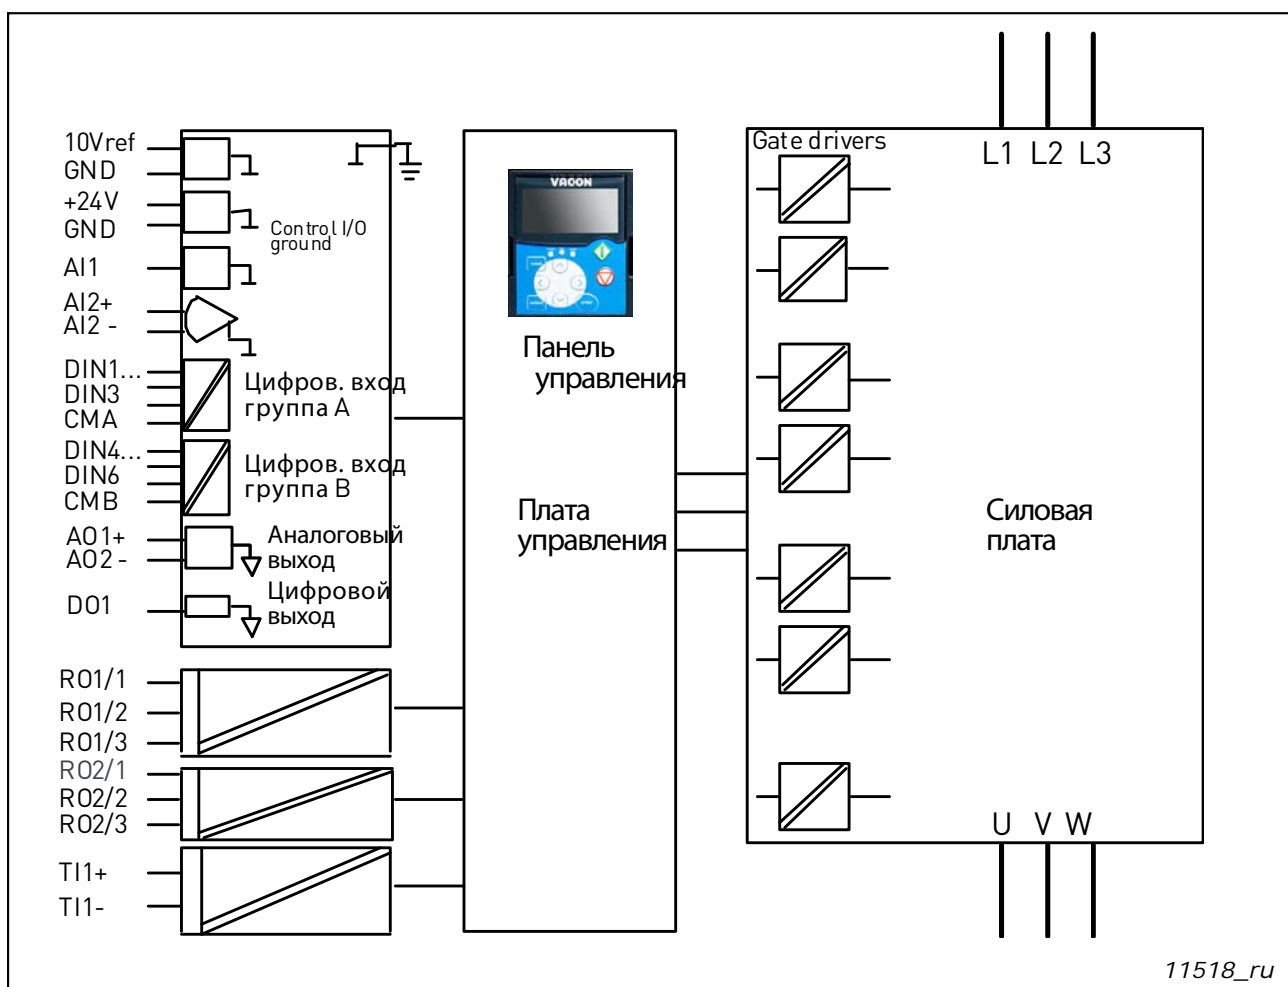 10Vref
GND
+24V
GND
Control I/O
ground
AI1
AI2+
AI2 -
DIN1...
DIN3
CMA
Цифров. вход
группа A
DIN4...
DIN6
CMB
Цифров. вход
группа B
AO1+
AO2 -
Аналоговый
выход
DO1
Цифровой
выход
RO1/1
RO1/2
RO1/3
RO2/1
RO2/2
RO2/3
TI1+
TI1-
VACON
Панель
управления
Плата
управления
Gate drivers
L1 L2 L3
Силовая
плата
U V W
11518_ru